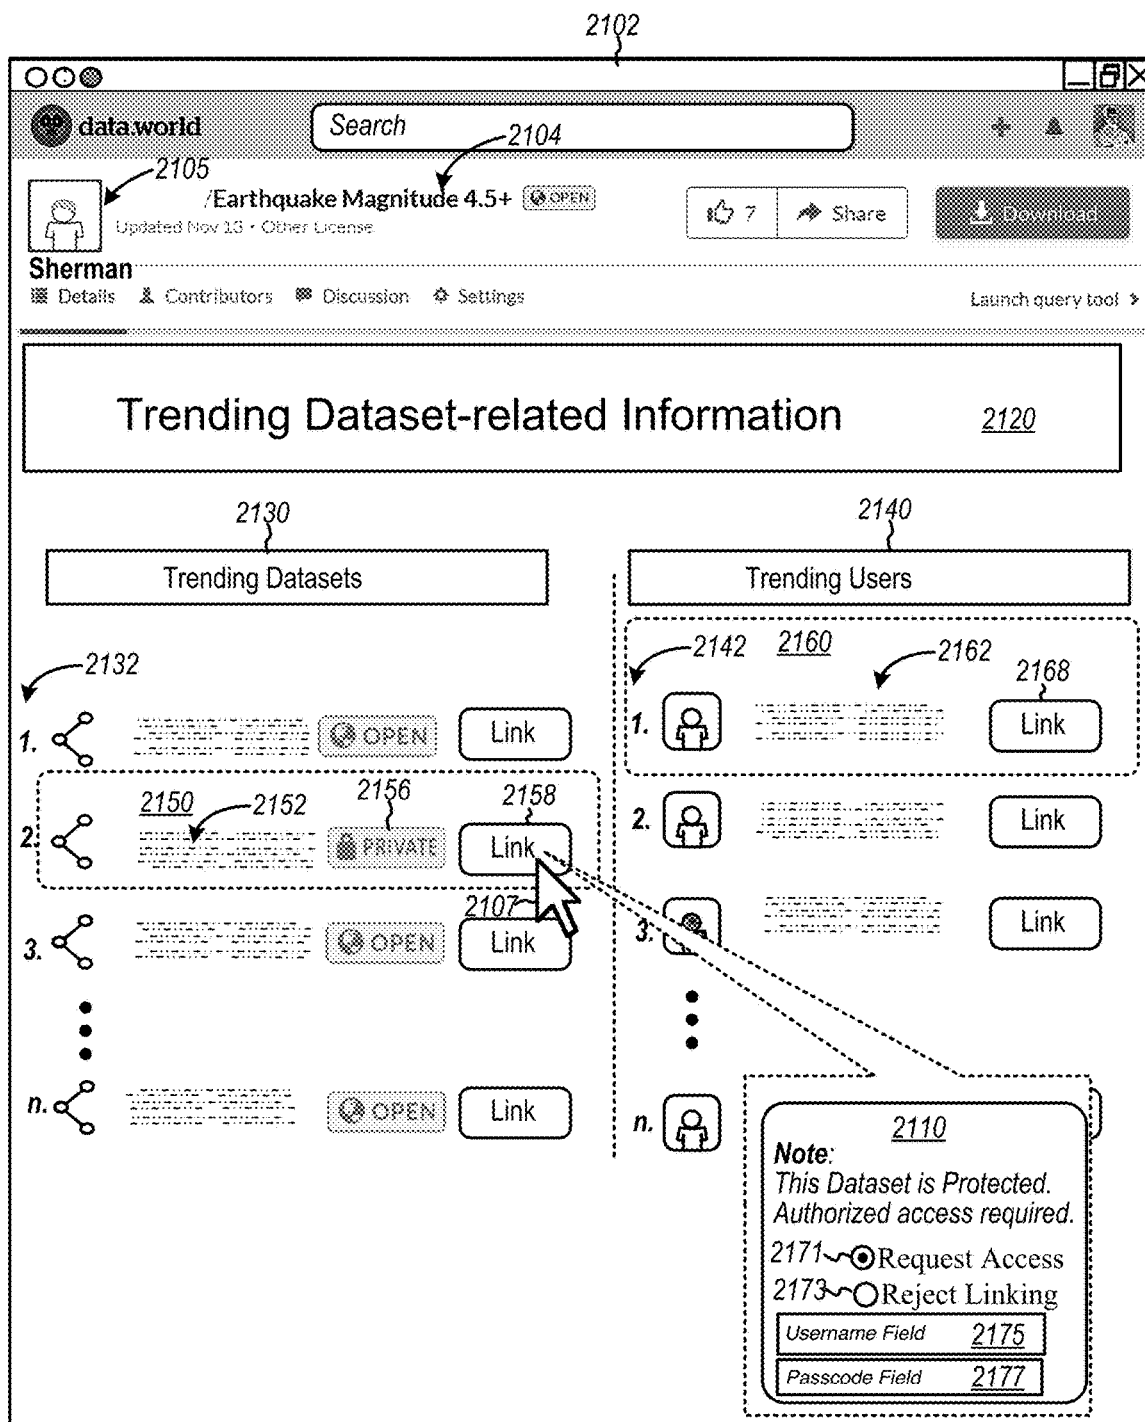 2102
data.world
Search
2104
2105
/Earthquake Magnitude 4.5+ OPEN
7 Share Download
Updated Nov 13 • Other License
Sherman
Details Contributors Discussion Settings
Launch query tool >
Trending Dataset-related Information 2120
2130
2140
Trending Datasets
Trending Users
2132
2142 2160 2162
2168
1. OPEN Link
1. Link
2150 2152 2156 2158
2. PRIVATE Link
2. Link
2107
3. OPEN Link
3. Link
n. OPEN Link
n.
2110
Note:
This Dataset is Protected.
Authorized access required.
2171 Request Access
2173 Reject Linking
Username Field 2175
Passcode Field 2177